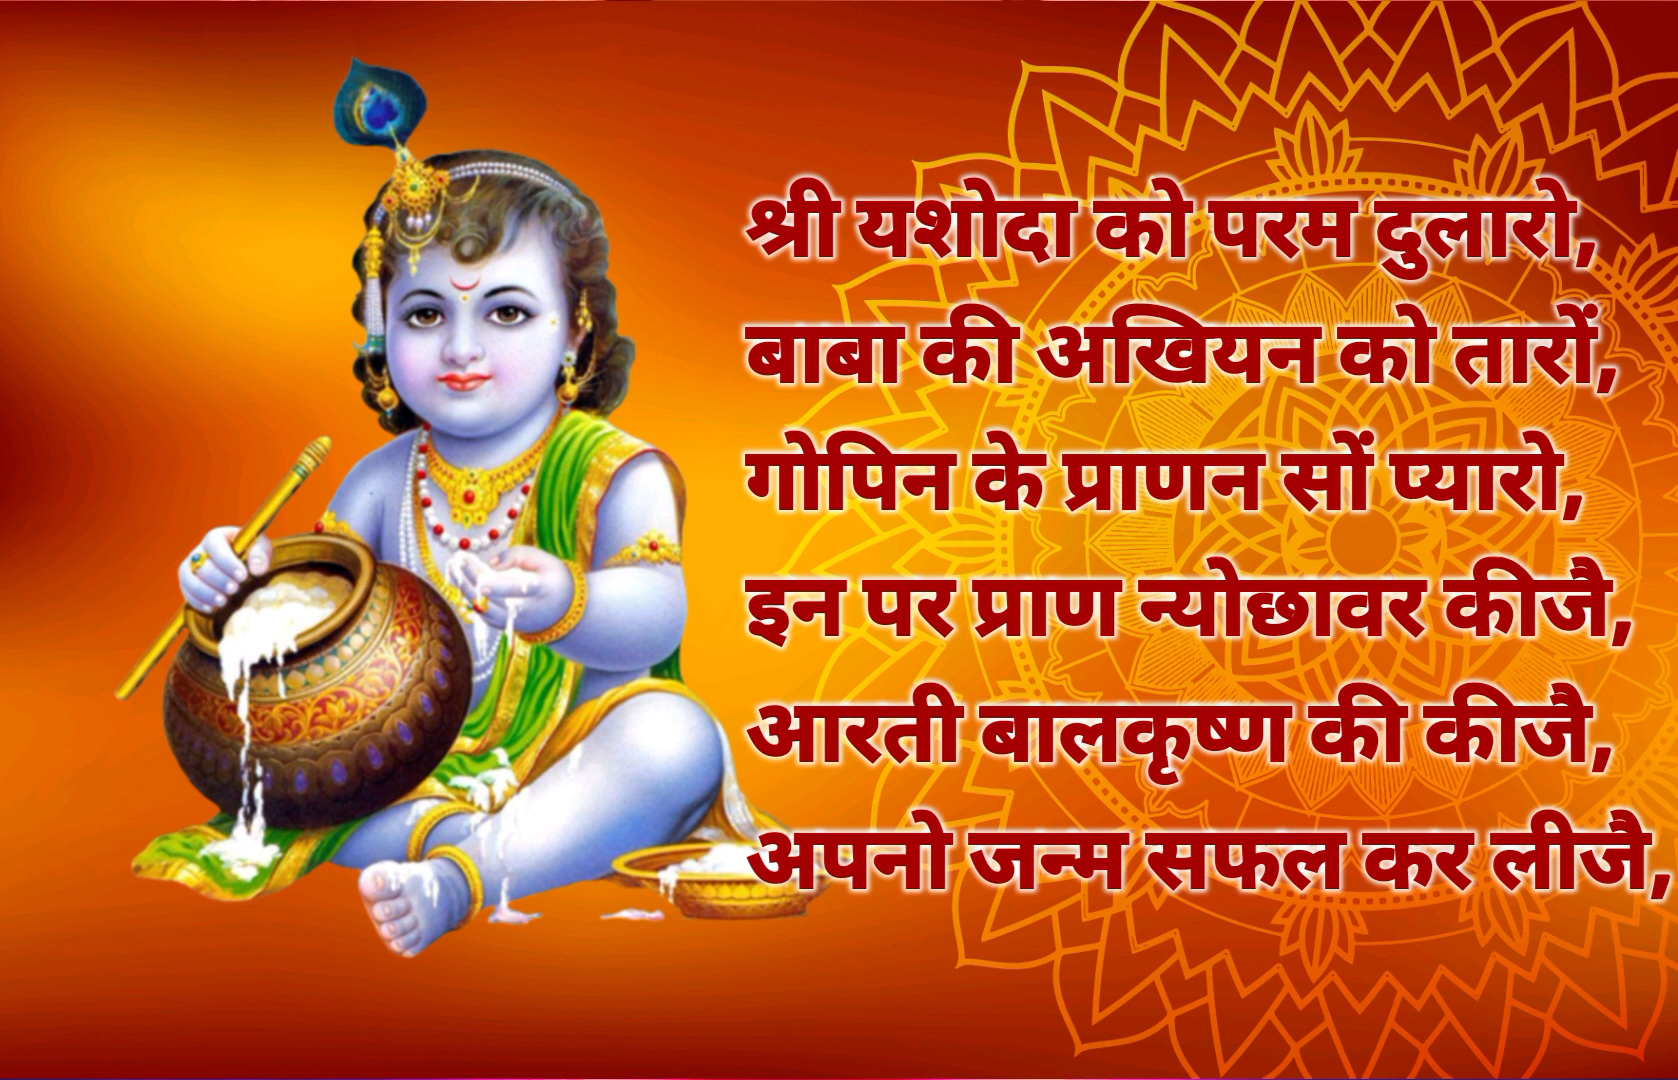 श्री यशोदा को परम दुलारो,
बाबा की अखियन को तारों,
गोपिन के प्राणन सों प्यारो,
इन पर प्राण न्योछावर कीजै,
आरती बालकृष्ण की कीजै,
अपनो जन्म सफल कर लीजै,